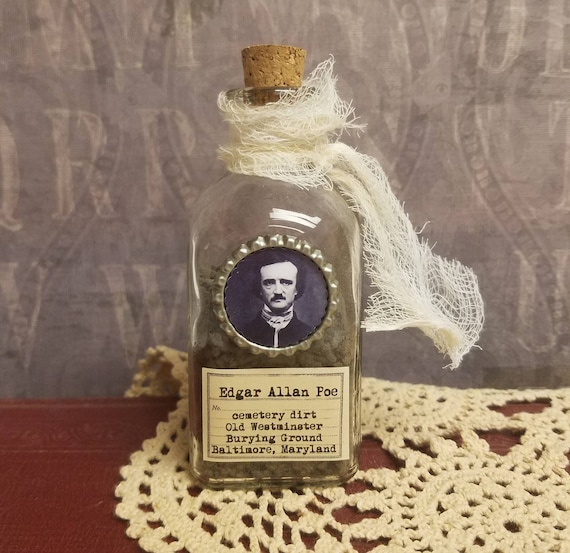 Edgar Allan Poe
No.
cemetery dirt
Old Westminster
Burying Ground
Baltimore, Maryland